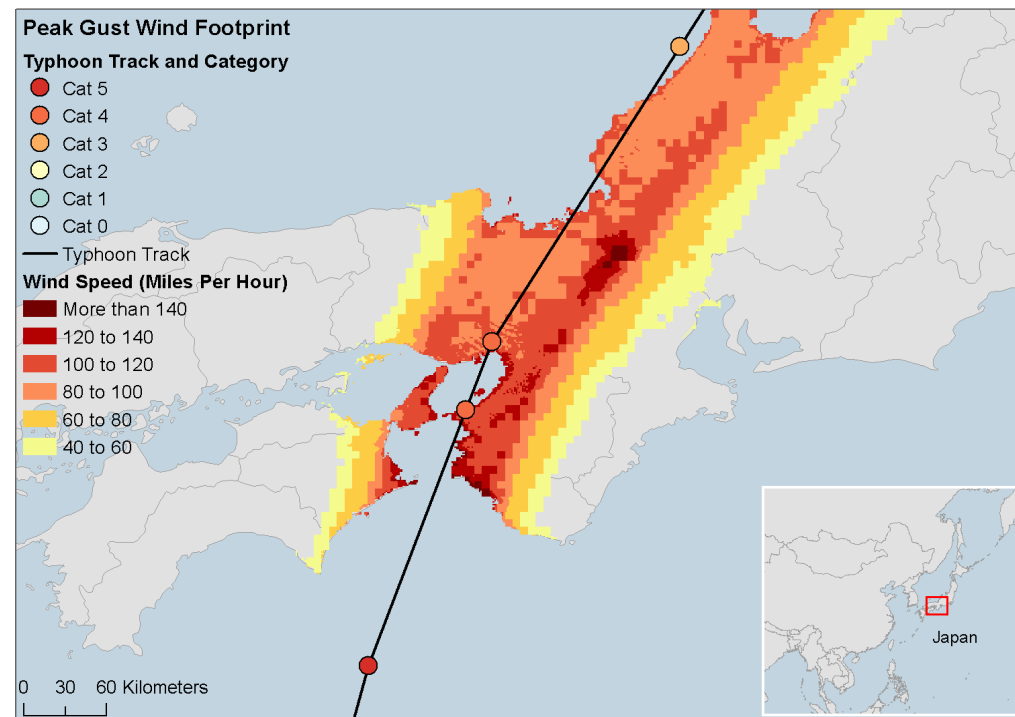 Peak Gust Wind Footprint
Typhoon Track and Category
Cat 5
Cat 4
Cat 3
Cat 2
Cat 1
Cat 0
Typhoon Track
Wind Speed (Miles Per Hour)
More than 140
120 to 140
100 to 120
80 to 100
60 to 80
40 to 60
Japan
0 30 60 Kilometers